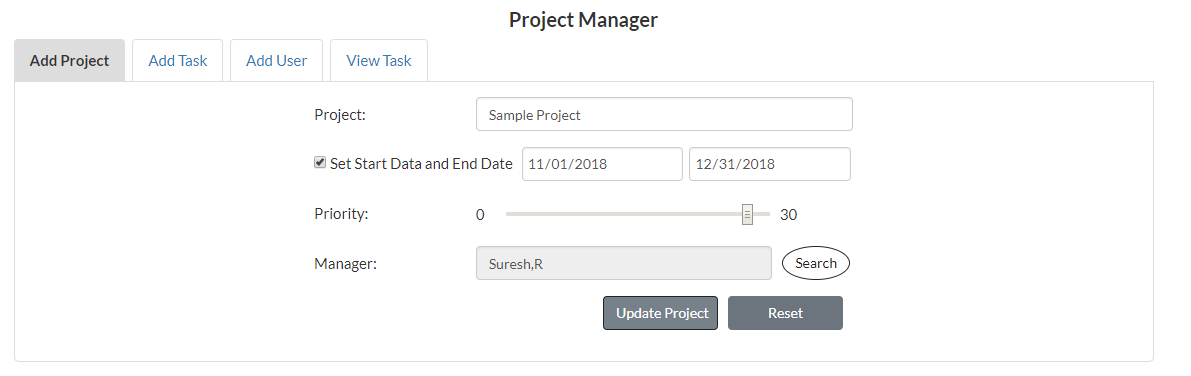 Project Manager
Add Project Add Task Add User View Task
Project: Sample Project
Set Start Data and End Date 11/01/2018 12/31/2018
Priority: 0 30
Manager: Suresh,R Search
Update Project Reset